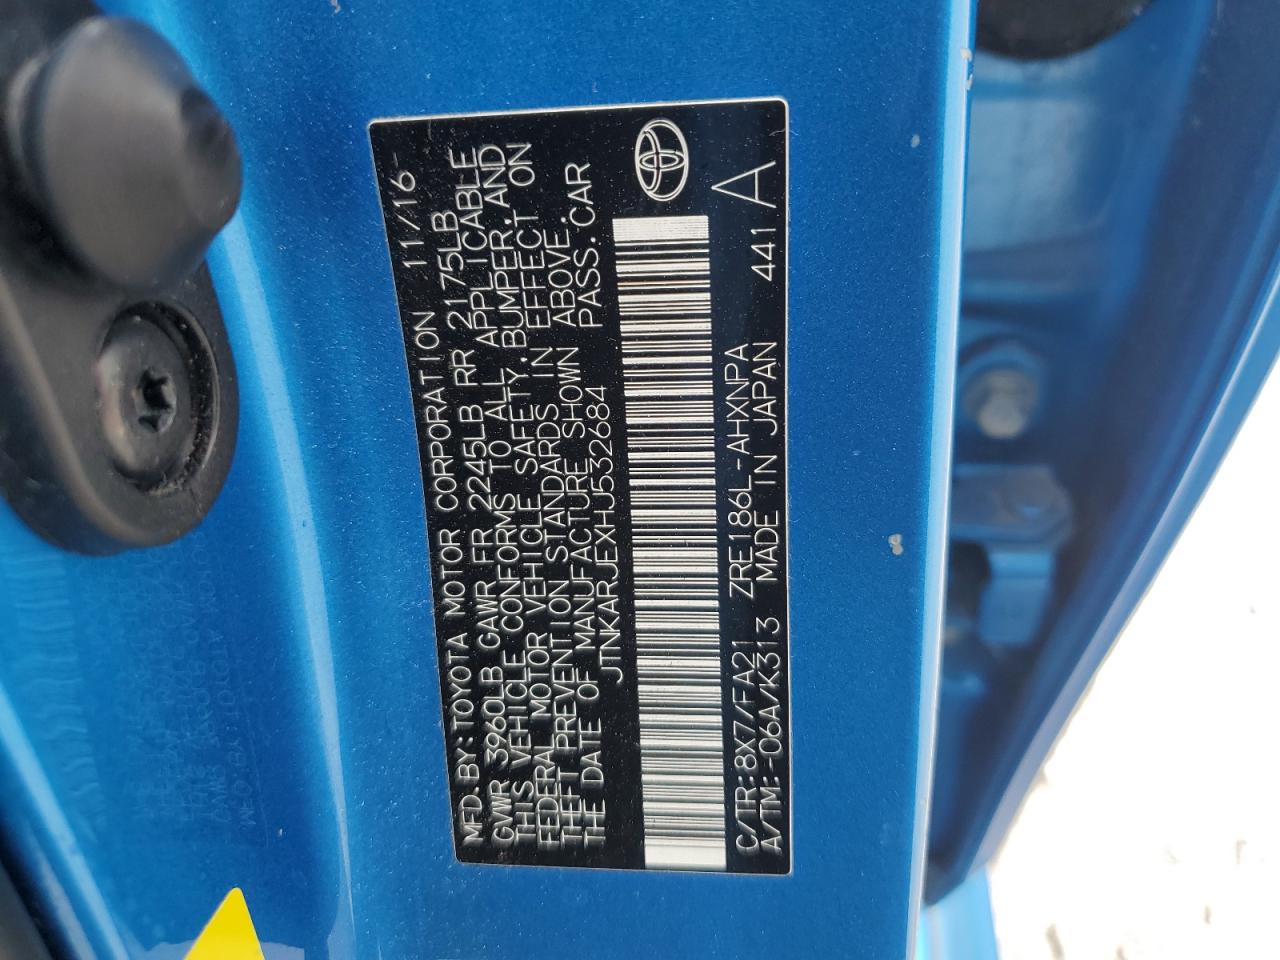 MFD.BY:TOYOTA MOTOR CORPORATION 11/16
GVWR 3960LB GAWR FR 2245LB RR 2175LB
THIS VEHICLE CONFORMS TO ALL APPLICABLE
FEDERAL MOTOR VEHICLE SAFETY,BUMPER,AND
THEFT PREVENTION STANDARDS IN EFFECT ON
THE DATE OF MANUFACTURE SHOWN ABOVE.
JTNKARJEXHJ532684 PASS.CAR
C/TR:8X7/FA21 ZRE186L-AHXNPA 441
A/TM:-06A/K313 MADE IN JAPAN A